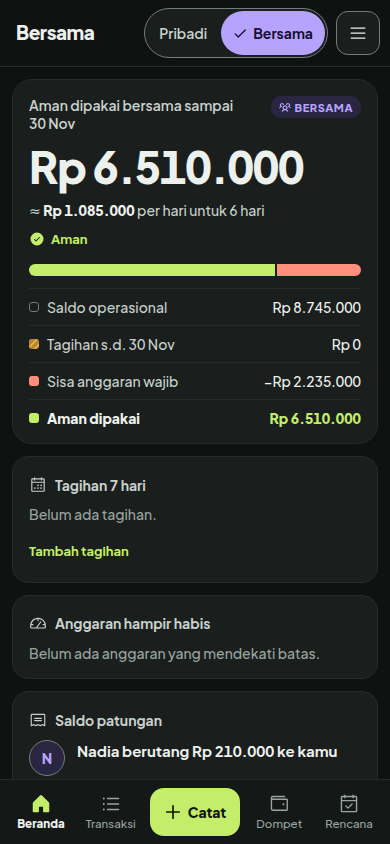 Bersama
Pribadi
Bersama
Aman dipakai bersama sampai
30 Nov
BERSAMA
Rp 6.510.000
≈ Rp 1.085.000 per hari untuk 6 hari
Aman
Saldo operasional Rp 8.745.000
Tagihan s.d. 30 Nov Rp 0
Sisa anggaran wajib −Rp 2.235.000
Aman dipakai Rp 6.510.000
Tagihan 7 hari
Belum ada tagihan.
Tambah tagihan
Anggaran hampir habis
Belum ada anggaran yang mendekati batas.
Saldo patungan
N
Nadia berutang Rp 210.000 ke kamu
Beranda
Transaksi
Catat
Dompet
Rencana